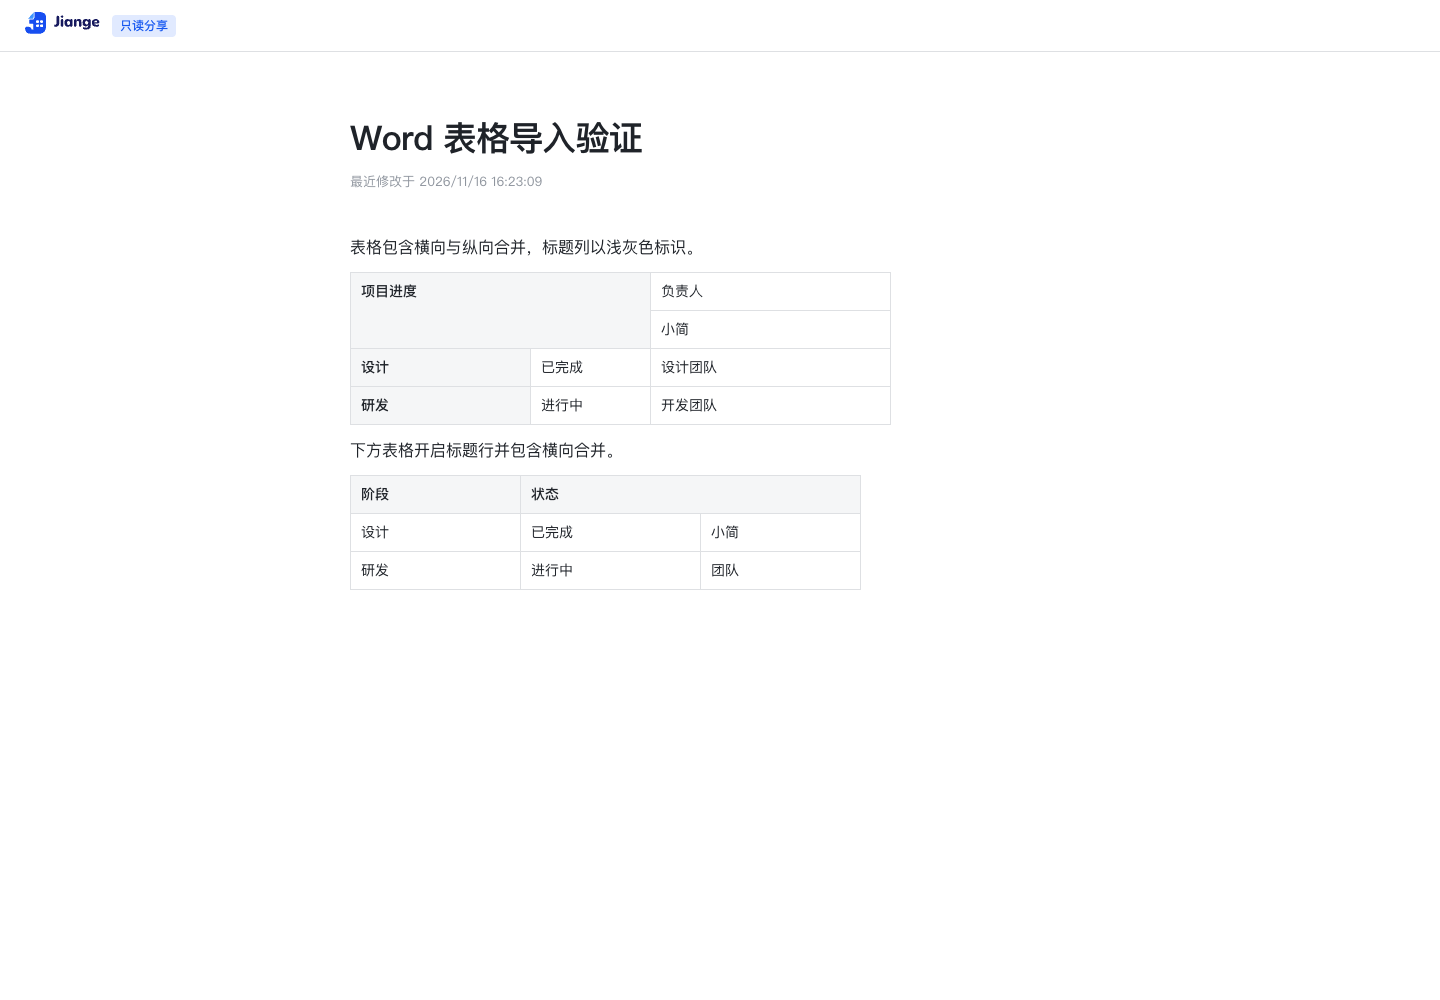 Jiange 只读分享
Word 表格导入验证
最近修改于 2026/11/16 16:23:09
表格包含横向与纵向合并，标题列以浅灰色标识。
项目进度 负责人
小简
设计 已完成 设计团队
研发 进行中 开发团队
下方表格开启标题行并包含横向合并。
阶段 状态
设计 已完成 小简
研发 进行中 团队